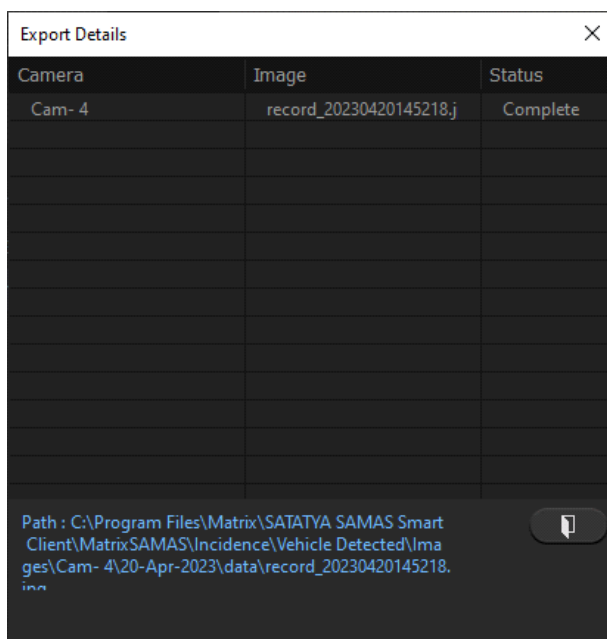 Export Details
Camera Image Status
Cam- 4 record_20230420145218.j Complete
Path : C:\Program Files\Matrix\SATATYA SAMAS Smart
Client\MatrixSAMAS\Incidence\Vehicle Detected\Ima
ges\Cam- 4\20-Apr-2023\data\record_20230420145218.